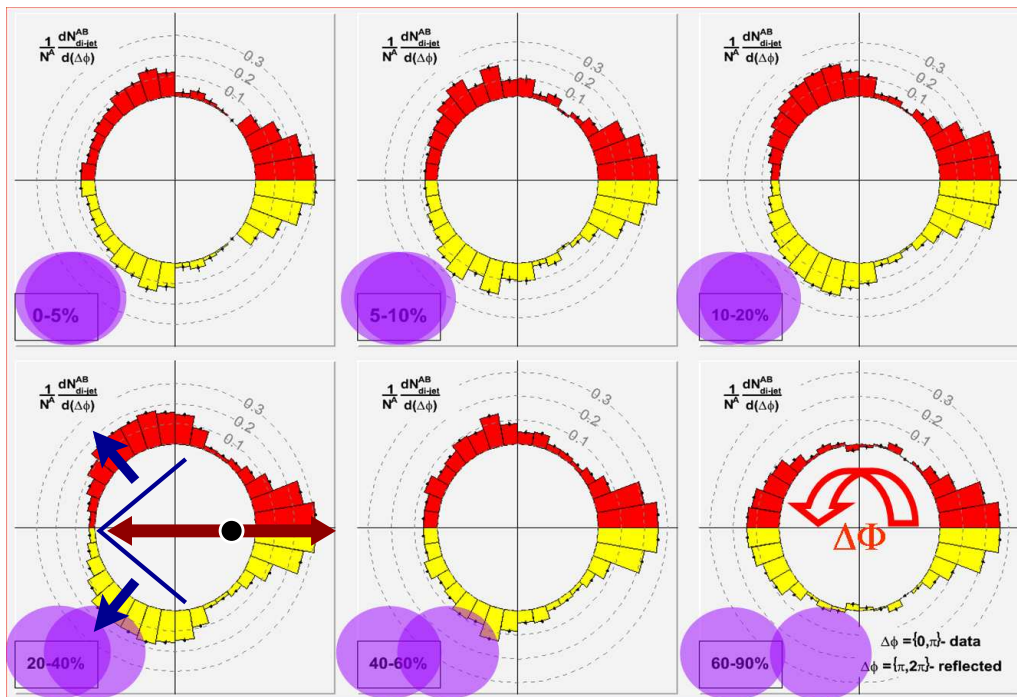 1/N^A dN^AB_di-jet/d(Δϕ)
0.3
0.2
0.1
0-5%
1/N^A dN^AB_di-jet/d(Δϕ)
0.3
0.2
0.1
5-10%
1/N^A dN^AB_di-jet/d(Δϕ)
0.3
0.2
0.1
10-20%
1/N^A dN^AB_di-jet/d(Δϕ)
0.3
0.2
0.1
20-40%
1/N^A dN^AB_di-jet/d(Δϕ)
0.3
0.2
0.1
40-60%
1/N^A dN^AB_di-jet/d(Δϕ)
0.3
0.2
0.1
ΔΦ
60-90%
Δϕ ={0,π}- data
Δϕ ={π,2π}- reflected